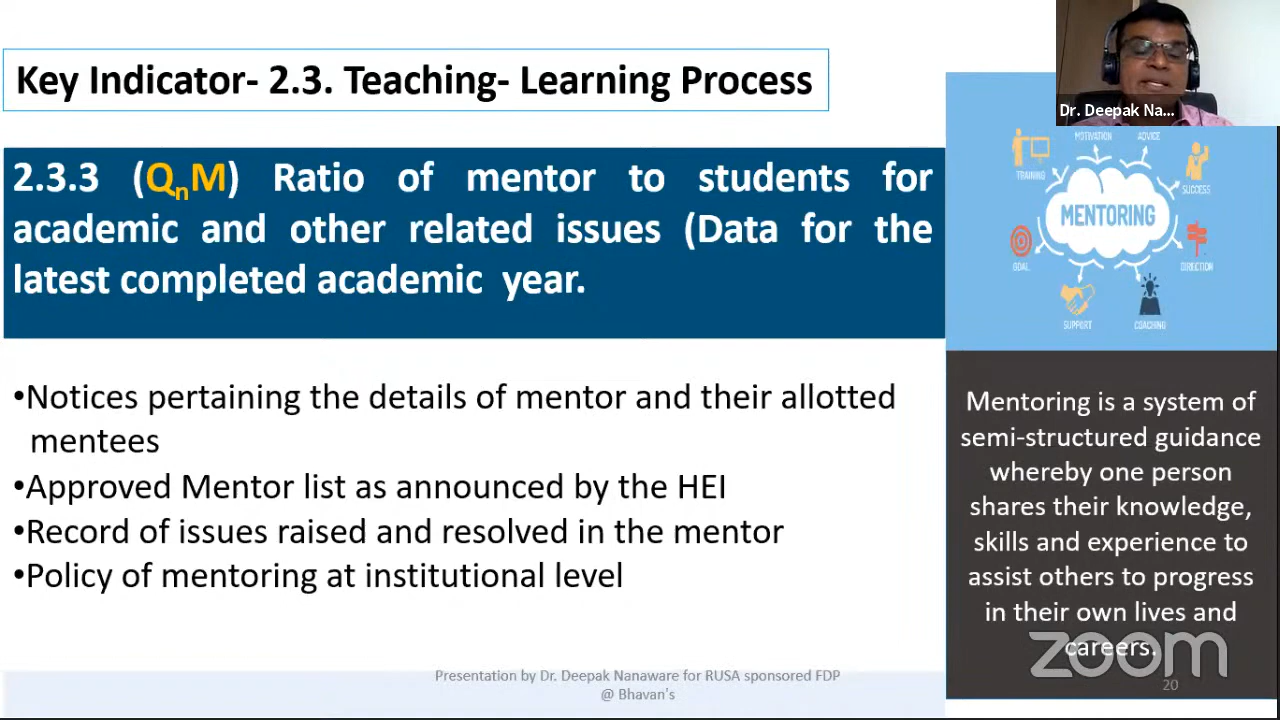 Key Indicator- 2.3. Teaching- Learning Process
Dr. Deepak Na...
2.3.3 (QnM) Ratio of mentor to students for
academic and other related issues (Data for the
latest completed academic year.
MOTIVATION
ADVICE
TRAINING
SUCCESS
MENTORING
GOAL
DIRECTION
SUPPORT
COACHING
•Notices pertaining the details of mentor and their allotted
mentees
•Approved Mentor list as announced by the HEI
•Record of issues raised and resolved in the mentor
•Policy of mentoring at institutional level
Mentoring is a system of
semi-structured guidance
whereby one person
shares their knowledge,
skills and experience to
assist others to progress
in their own lives and
careers.
zoom
Presentation by Dr. Deepak Nanaware for RUSA sponsored FDP
@ Bhavan's
20